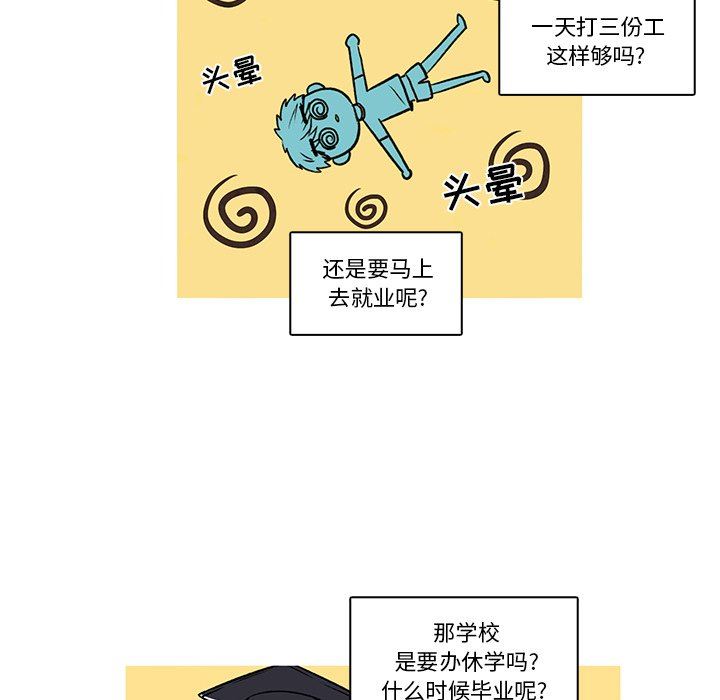 一天打三份工
这样够吗?
头晕
头晕
还是要马上
去就业呢?
那学校
是要办休学吗?
什么时候毕业呢?